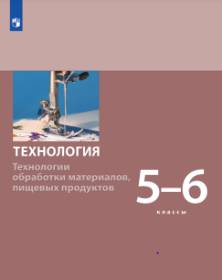 ТЕХНОЛОГИЯ
Технологии
обработки материалов,
пищевых продуктов
5–6
классы